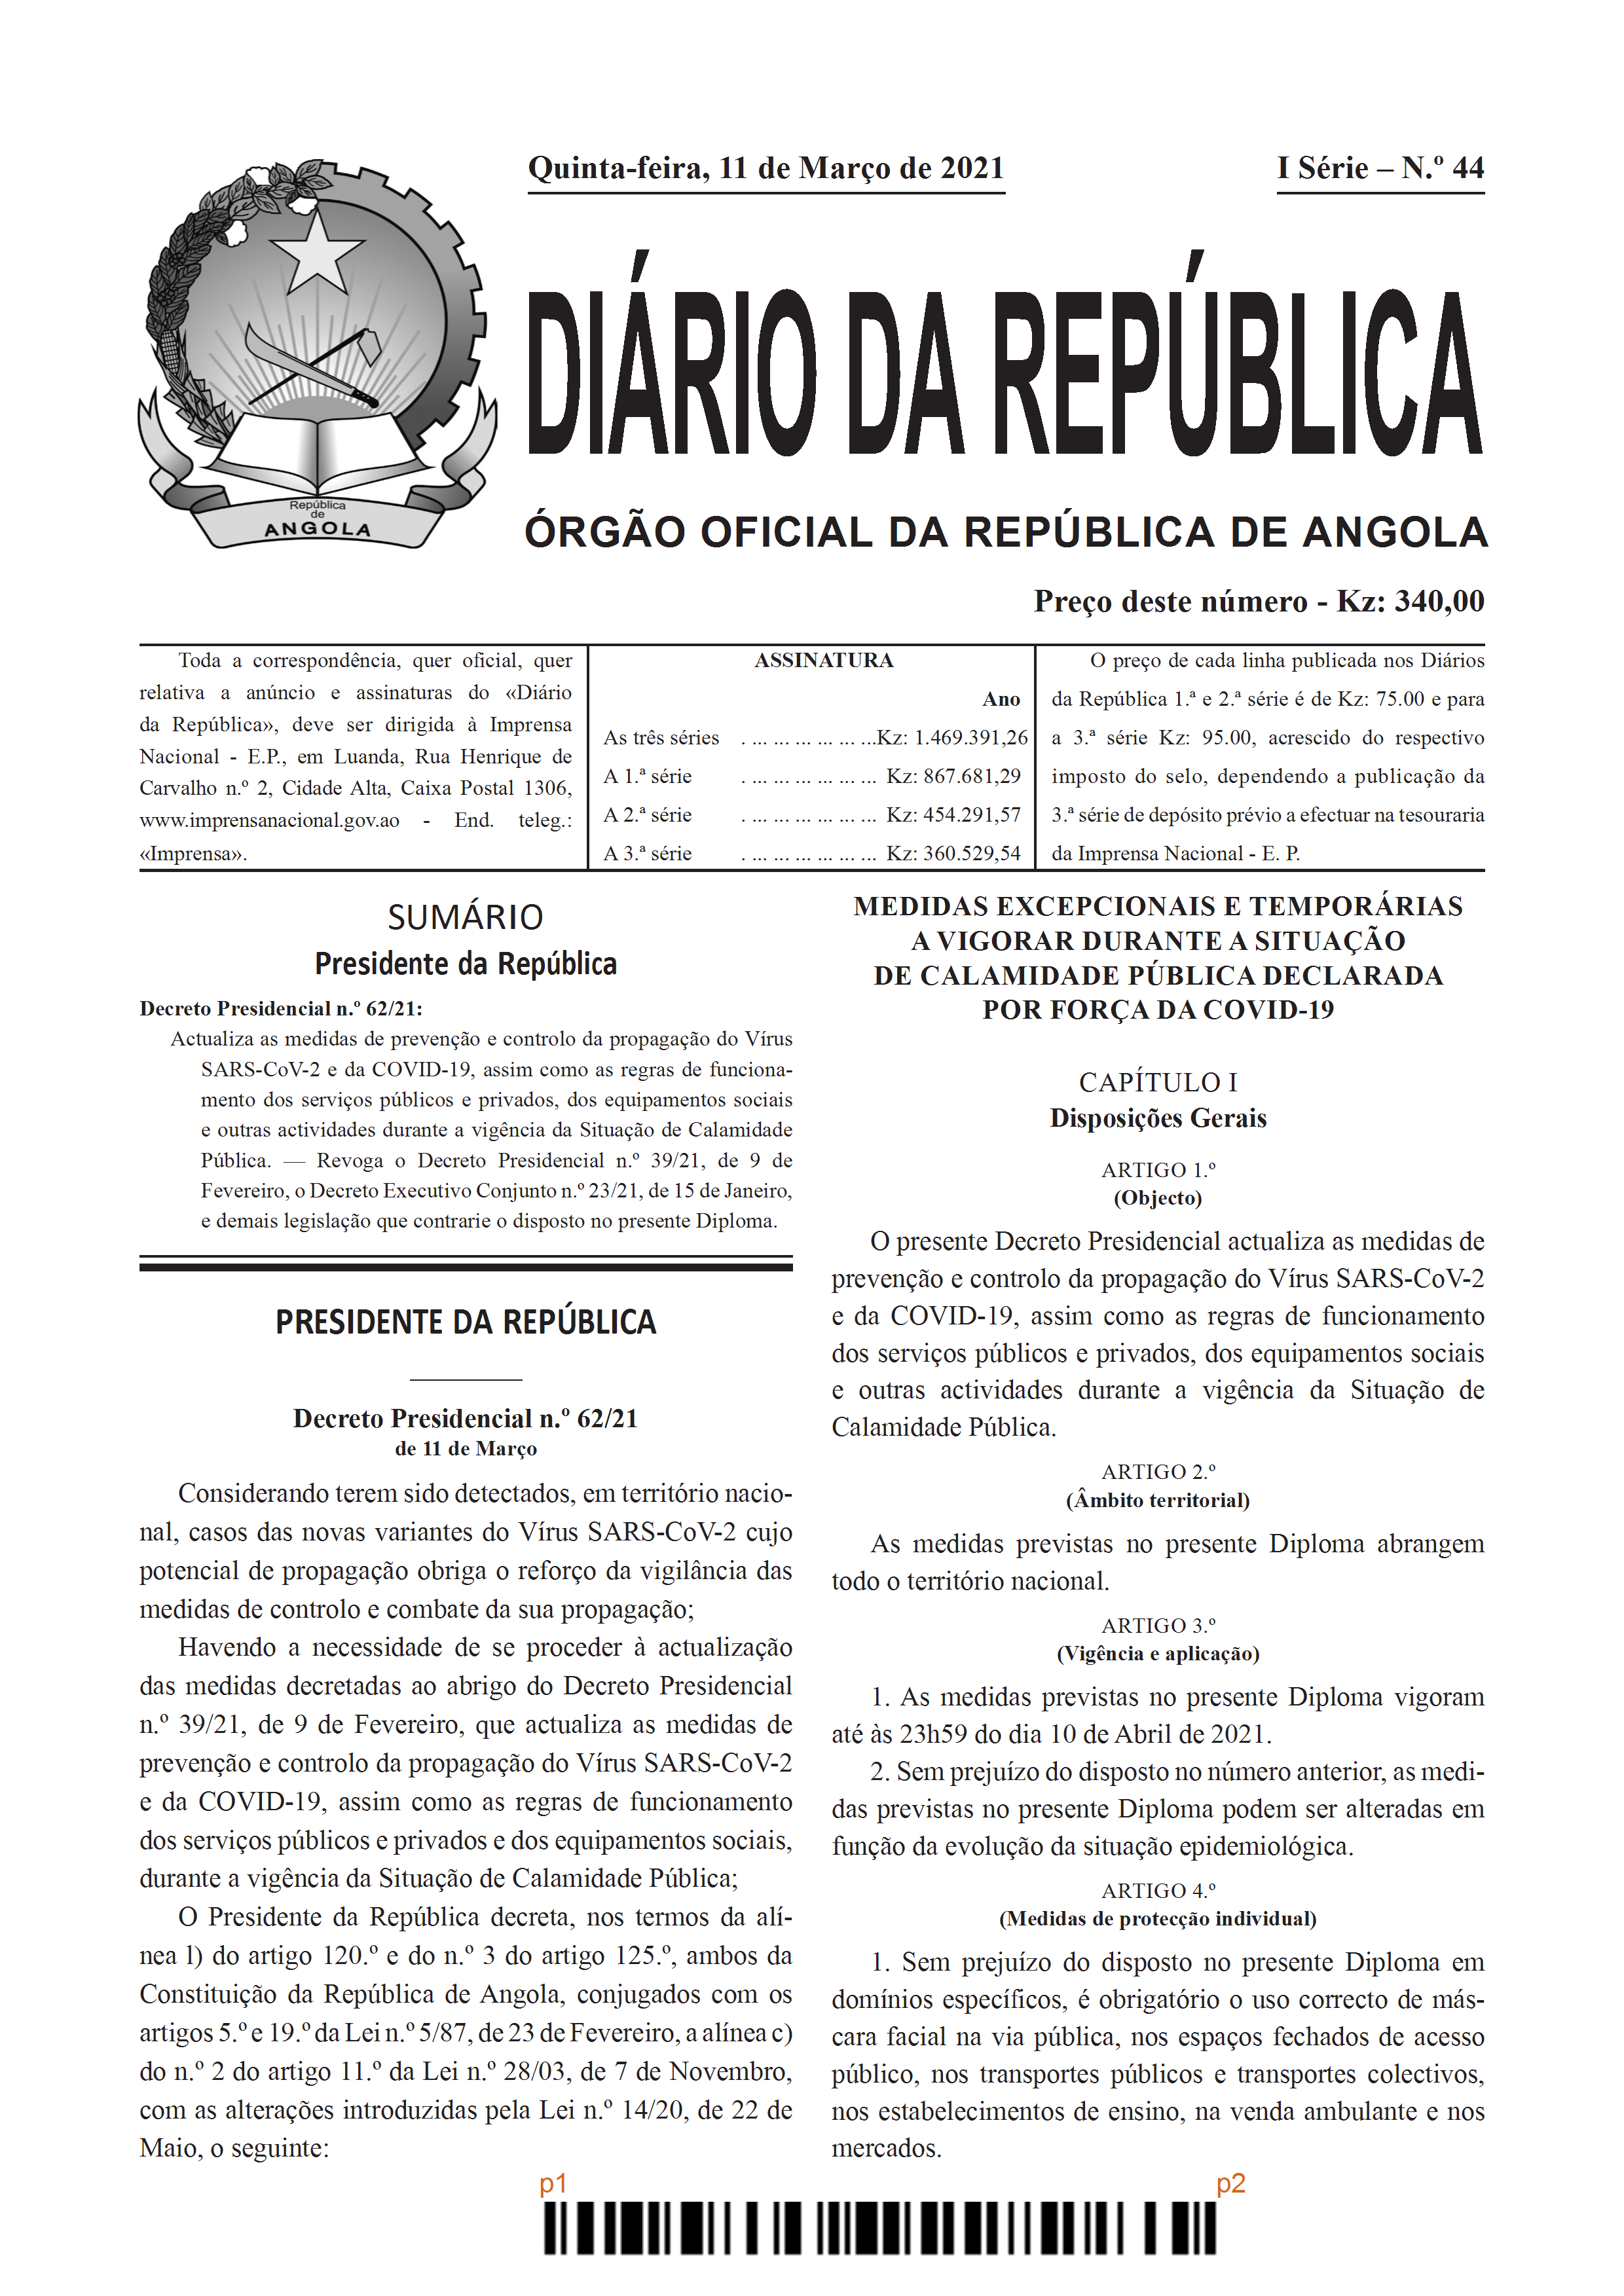 Quinta-feira, 11 de Março de 2021
I Série – N.º 44
DIÁRIO DA REPÚBLICA
ÓRGÃO OFICIAL DA REPÚBLICA DE ANGOLA
República
de
ANGOLA
Preço deste número - Kz: 340,00
Toda a correspondência, quer oficial, quer
relativa a anúncio e assinaturas do «Diário
da República», deve ser dirigida à Imprensa
Nacional - E.P., em Luanda, Rua Henrique de
Carvalho n.º 2, Cidade Alta, Caixa Postal 1306,
www.imprensanacional.gov.ao - End. teleg.:
«Imprensa».
ASSINATURA
Ano
As três séries . ... ... ... ... ... ...Kz: 1.469.391,26
A 1.ª série . ... ... ... ... ... ... Kz: 867.681,29
A 2.ª série . ... ... ... ... ... ... Kz: 454.291,57
A 3.ª série . ... ... ... ... ... ... Kz: 360.529,54
O preço de cada linha publicada nos Diários
da República 1.ª e 2.ª série é de Kz: 75.00 e para
a 3.ª série Kz: 95.00, acrescido do respectivo
imposto do selo, dependendo a publicação da
3.ª série de depósito prévio a efectuar na tesouraria
da Imprensa Nacional - E. P.
SUMÁRIO
Presidente da República
Decreto Presidencial n.º 62/21:
Actualiza as medidas de prevenção e controlo da propagação do Vírus
SARS-CoV-2 e da COVID-19, assim como as regras de funciona-
mento dos serviços públicos e privados, dos equipamentos sociais
e outras actividades durante a vigência da Situação de Calamidade
Pública. — Revoga o Decreto Presidencial n.º 39/21, de 9 de
Fevereiro, o Decreto Executivo Conjunto n.º 23/21, de 15 de Janeiro,
e demais legislação que contrarie o disposto no presente Diploma.
PRESIDENTE DA REPÚBLICA
Decreto Presidencial n.º 62/21
de 11 de Março
Considerando terem sido detectados, em território nacio-
nal, casos das novas variantes do Vírus SARS-CoV-2 cujo
potencial de propagação obriga o reforço da vigilância das
medidas de controlo e combate da sua propagação;
Havendo a necessidade de se proceder à actualização
das medidas decretadas ao abrigo do Decreto Presidencial
n.º 39/21, de 9 de Fevereiro, que actualiza as medidas de
prevenção e controlo da propagação do Vírus SARS-CoV-2
e da COVID-19, assim como as regras de funcionamento
dos serviços públicos e privados e dos equipamentos sociais,
durante a vigência da Situação de Calamidade Pública;
O Presidente da República decreta, nos termos da alí-
nea l) do artigo 120.º e do n.º 3 do artigo 125.º, ambos da
Constituição da República de Angola, conjugados com os
artigos 5.º e 19.º da Lei n.º 5/87, de 23 de Fevereiro, a alínea c)
do n.º 2 do artigo 11.º da Lei n.º 28/03, de 7 de Novembro,
com as alterações introduzidas pela Lei n.º 14/20, de 22 de
Maio, o seguinte:
MEDIDAS EXCEPCIONAIS E TEMPORÁRIAS
A VIGORAR DURANTE A SITUAÇÃO
DE CALAMIDADE PÚBLICA DECLARADA
POR FORÇA DA COVID-19
CAPÍTULO I
Disposições Gerais
ARTIGO 1.º
(Objecto)
O presente Decreto Presidencial actualiza as medidas de
prevenção e controlo da propagação do Vírus SARS-CoV-2
e da COVID-19, assim como as regras de funcionamento
dos serviços públicos e privados, dos equipamentos sociais
e outras actividades durante a vigência da Situação de
Calamidade Pública.
ARTIGO 2.º
(Âmbito territorial)
As medidas previstas no presente Diploma abrangem
todo o território nacional.
ARTIGO 3.º
(Vigência e aplicação)
1. As medidas previstas no presente Diploma vigoram
até às 23h59 do dia 10 de Abril de 2021.
2. Sem prejuízo do disposto no número anterior, as medi-
das previstas no presente Diploma podem ser alteradas em
função da evolução da situação epidemiológica.
ARTIGO 4.º
(Medidas de protecção individual)
1. Sem prejuízo do disposto no presente Diploma em
domínios específicos, é obrigatório o uso correcto de más-
cara facial na via pública, nos espaços fechados de acesso
público, nos transportes públicos e transportes colectivos,
nos estabelecimentos de ensino, na venda ambulante e nos
mercados.
p1
p2